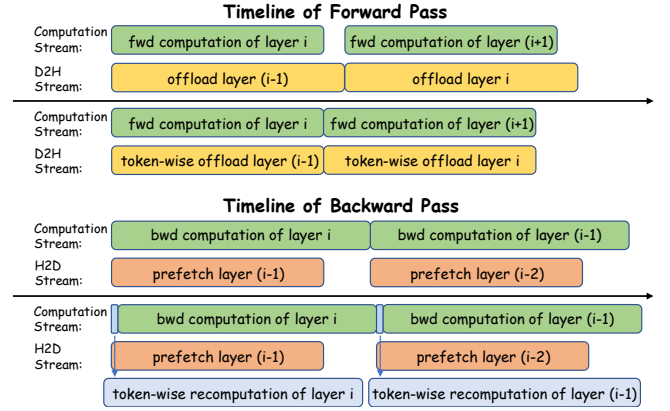 Timeline of Forward Pass
Computation
Stream:
fwd computation of layer i
fwd computation of layer (i+1)
D2H
Stream:
offload layer (i-1)
offload layer i
Computation
Stream:
fwd computation of layer i
fwd computation of layer (i+1)
D2H
Stream:
token-wise offload layer (i-1)
token-wise offload layer i
Timeline of Backward Pass
Computation
Stream:
bwd computation of layer i
bwd computation of layer (i-1)
H2D
Stream:
prefetch layer (i-1)
prefetch layer (i-2)
Computation
Stream:
bwd computation of layer i
bwd computation of layer (i-1)
H2D
Stream:
prefetch layer (i-1)
prefetch layer (i-2)
token-wise recomputation of layer i
token-wise recomputation of layer (i-1)